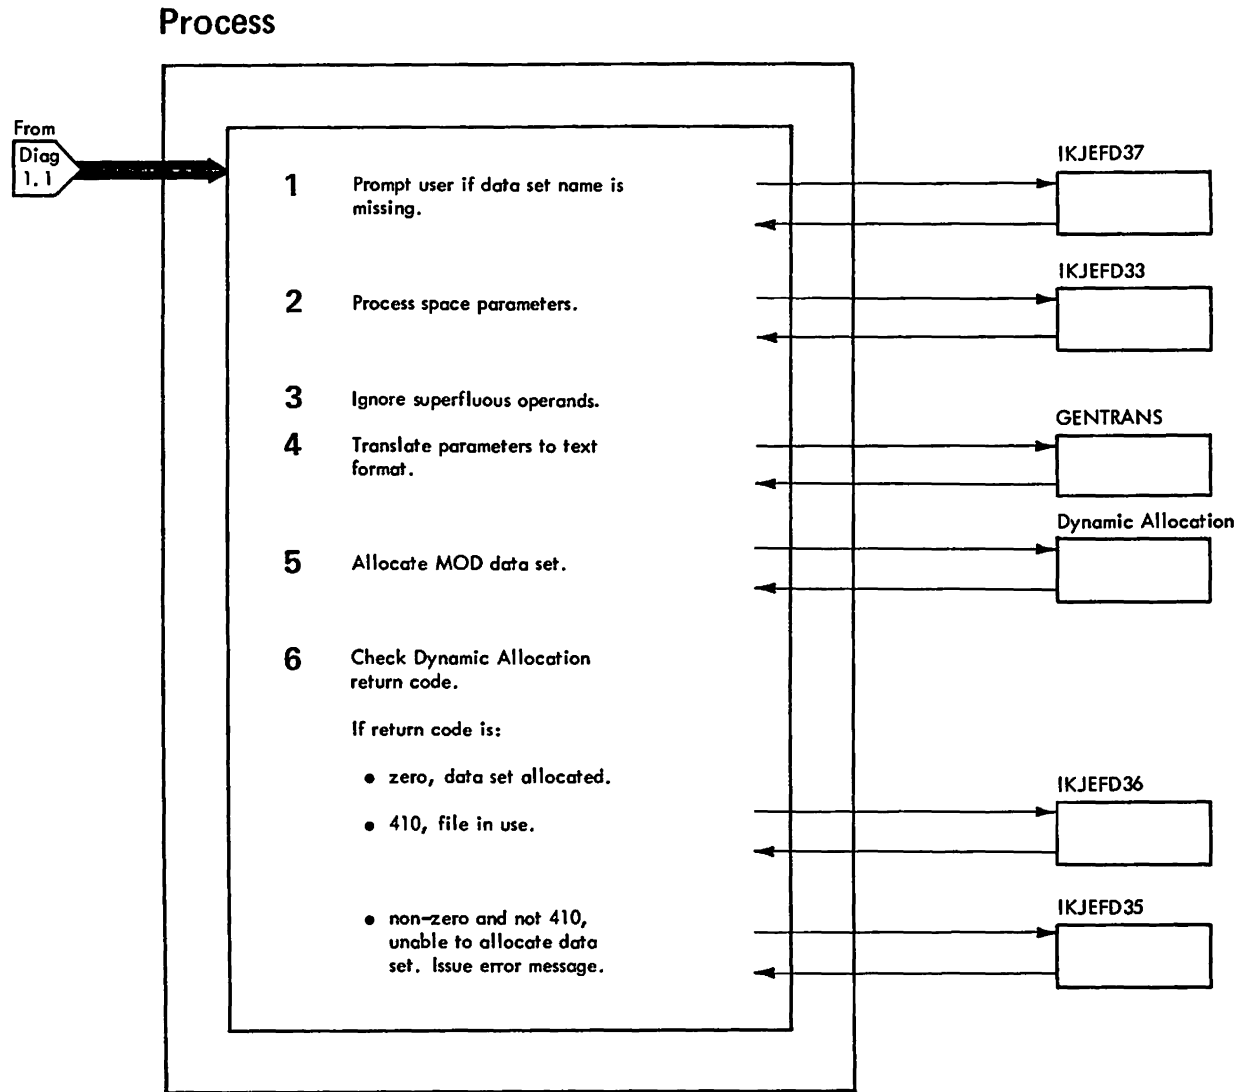 Process
From
Diag
1.1
1 Prompt user if data set name is
missing.
IKJEFD37
2 Process space parameters.
IKJEFD33
3 Ignore superfluous operands.
4 Translate parameters to text
format.
GENTRANS
5 Allocate MOD data set.
Dynamic Allocation
6 Check Dynamic Allocation
return code.
If return code is:
• zero, data set allocated.
• 410, file in use.
IKJEFD36
• non-zero and not 410,
unable to allocate data
set. Issue error message.
IKJEFD35